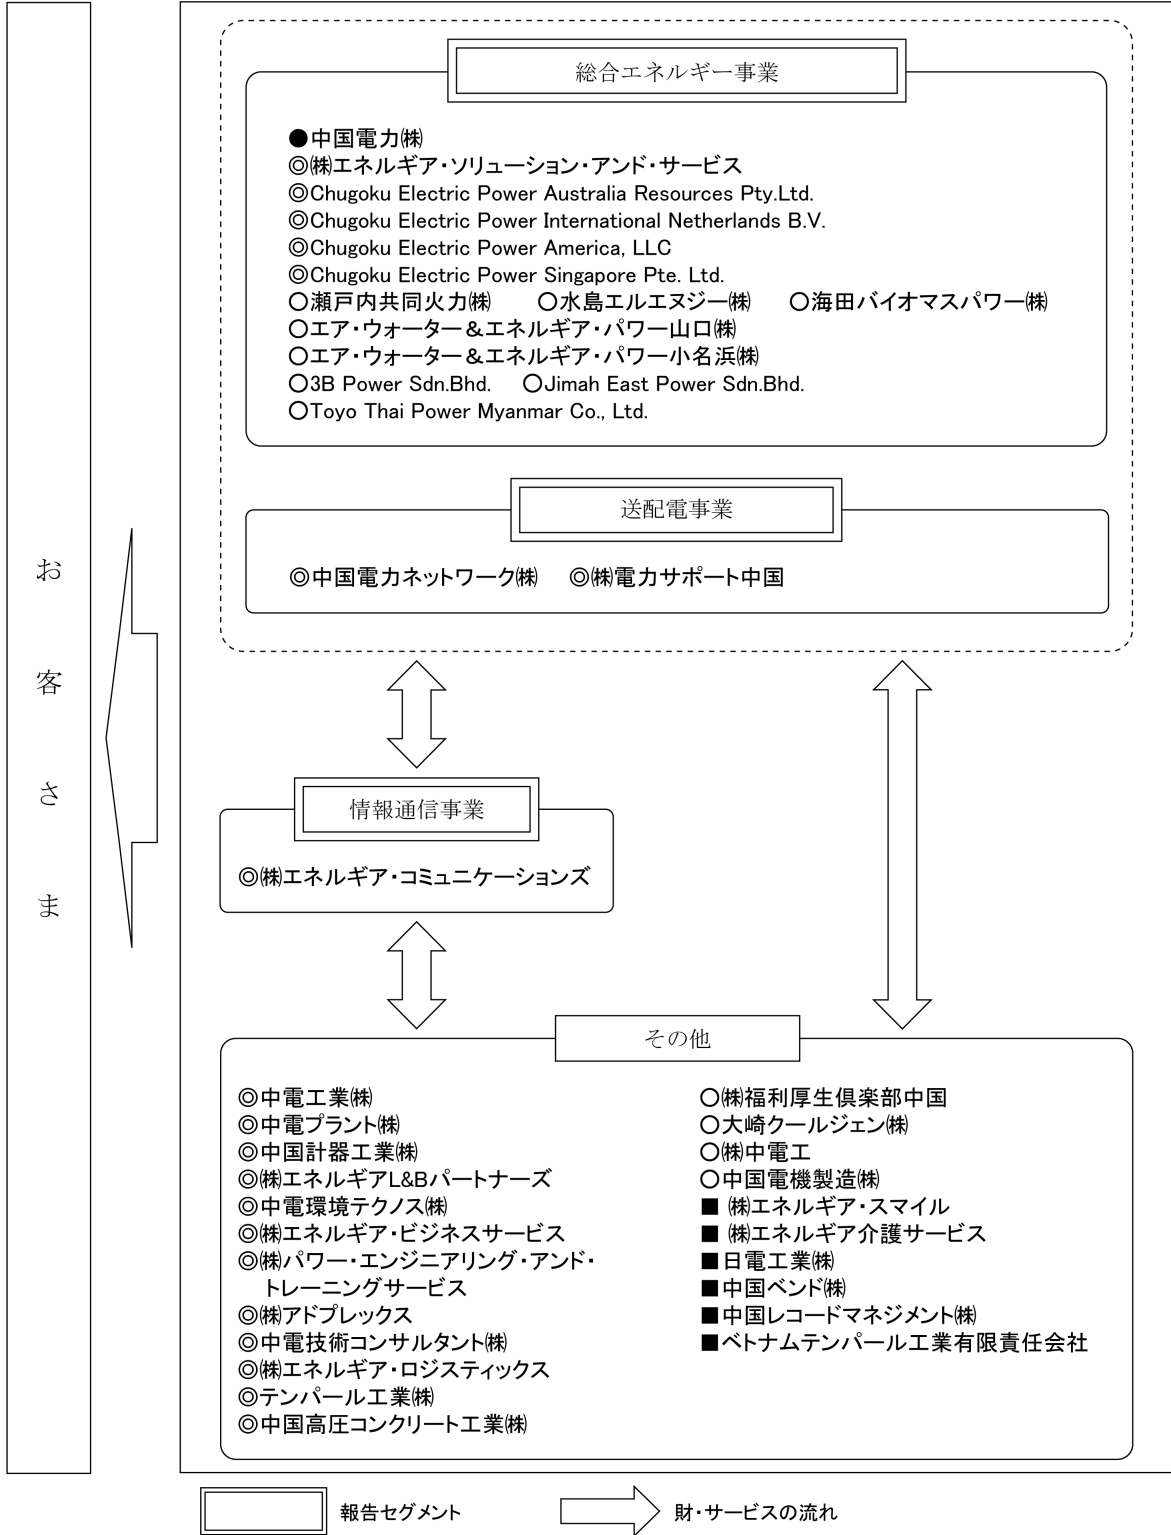 お客さま
総合エネルギー事業
●中国電力㈱
◎㈱エネルギア・ソリューション・アンド・サービス
◎Chugoku Electric Power Australia Resources Pty.Ltd.
◎Chugoku Electric Power International Netherlands B.V.
◎Chugoku Electric Power America, LLC
◎Chugoku Electric Power Singapore Pte. Ltd.
○瀬戸内共同火力㈱　○水島エルエヌジー㈱　○海田バイオマスパワー㈱
○エア・ウォーター＆エネルギア・パワー山口㈱
○エア・ウォーター＆エネルギア・パワー小名浜㈱
○3B Power Sdn.Bhd.　○Jimah East Power Sdn.Bhd.
○Toyo Thai Power Myanmar Co., Ltd.
送配電事業
◎中国電力ネットワーク㈱　◎㈱電力サポート中国
情報通信事業
◎㈱エネルギア・コミュニケーションズ
その他
◎中電工業㈱
◎中電プラント㈱
◎中国計器工業㈱
◎㈱エネルギアL&Bパートナーズ
◎中電環境テクノス㈱
◎㈱エネルギア・ビジネスサービス
◎㈱パワー・エンジニアリング・アンド・
トレーニングサービス
◎㈱アドプレックス
◎中電技術コンサルタント㈱
◎㈱エネルギア・ロジスティックス
◎テンパール工業㈱
◎中国高圧コンクリート工業㈱
○㈱福利厚生倶楽部中国
○大崎クールジェン㈱
○㈱中電工
○中国電機製造㈱
■ ㈱エネルギア・スマイル
■ ㈱エネルギア介護サービス
■日電工業㈱
■中国ベンド㈱
■中国レコードマネジメント㈱
■ベトナムテンパール工業有限責任会社
報告セグメント
財・サービスの流れ